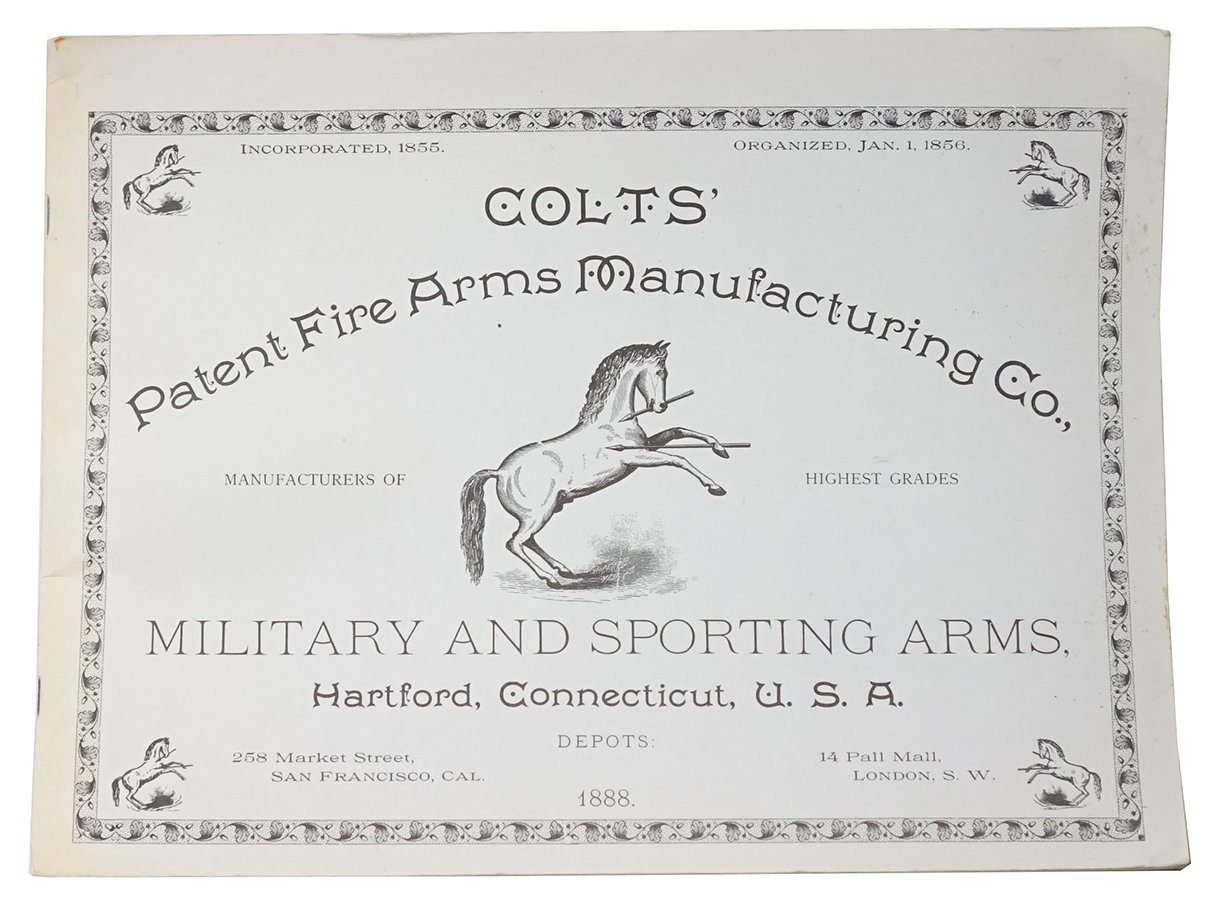 INCORPORATED, 1855.
ORGANIZED, JAN. 1, 1856.
COLTS'
Patent Fire Arms Manufacturing Co.,
MANUFACTURERS OF
HIGHEST GRADES
MILITARY AND SPORTING ARMS,
Hartford, Connecticut, U. S. A.
DEPOTS:
258 Market Street,
SAN FRANCISCO, CAL.
14 Pall Mall,
LONDON, S. W.
1888.